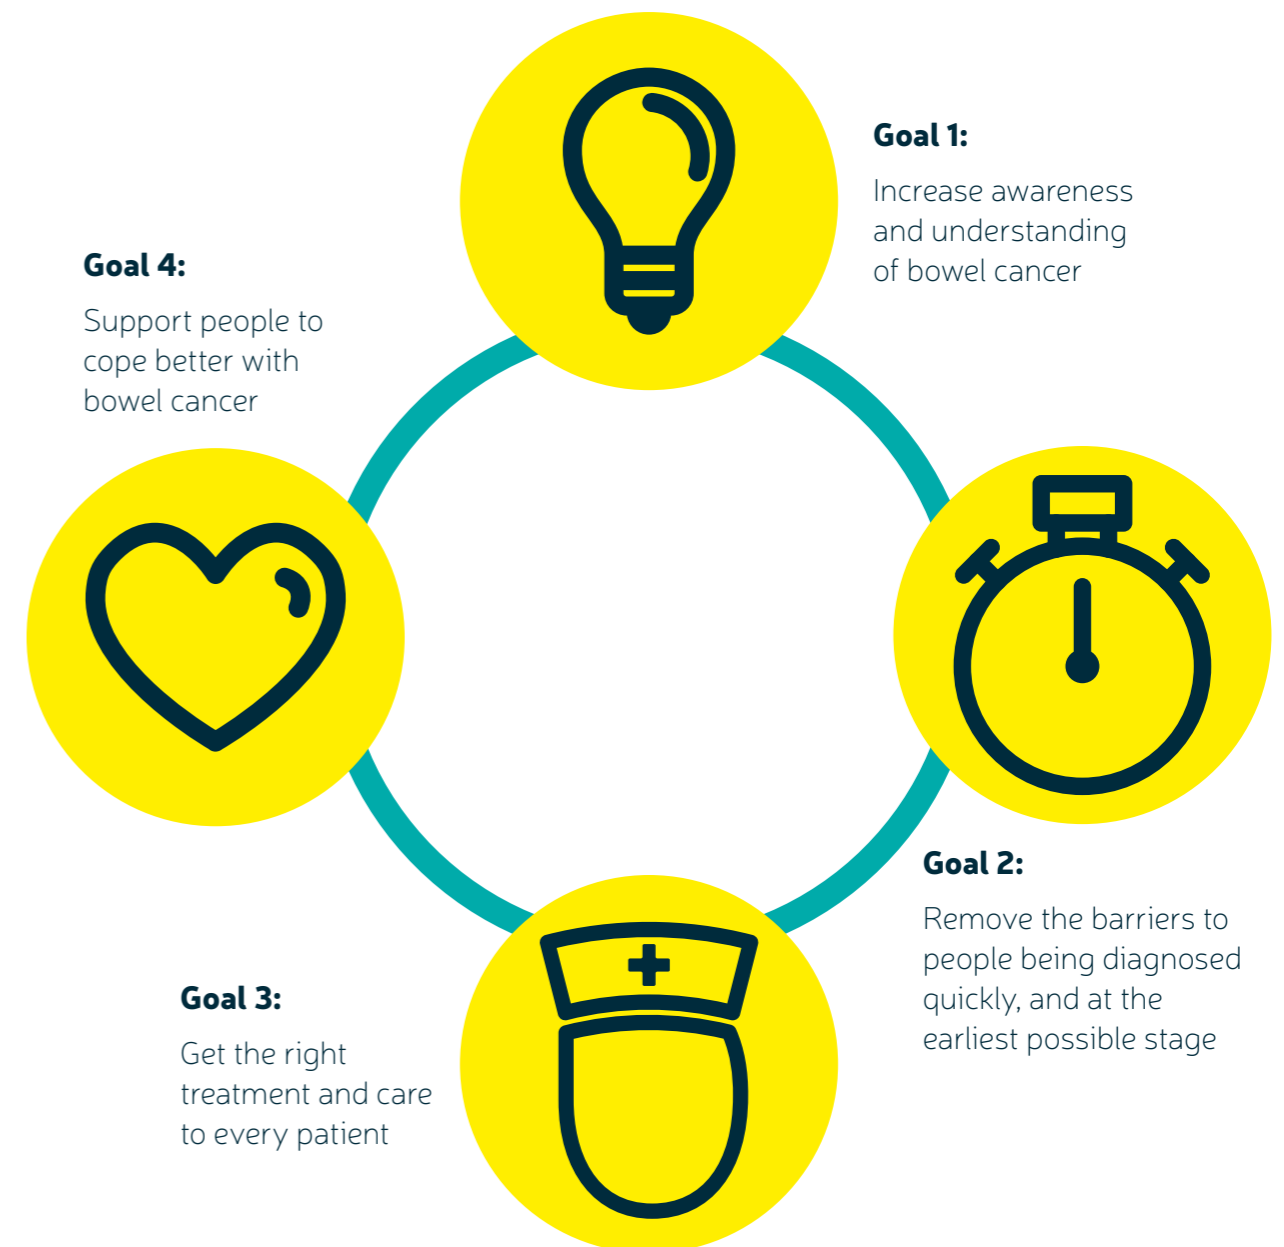 Goal 1:
Increase awareness
and understanding
of bowel cancer
Goal 2:
Remove the barriers to
people being diagnosed
quickly, and at the
earliest possible stage
Goal 3:
Get the right
treatment and care
to every patient
Goal 4:
Support people to
cope better with
bowel cancer